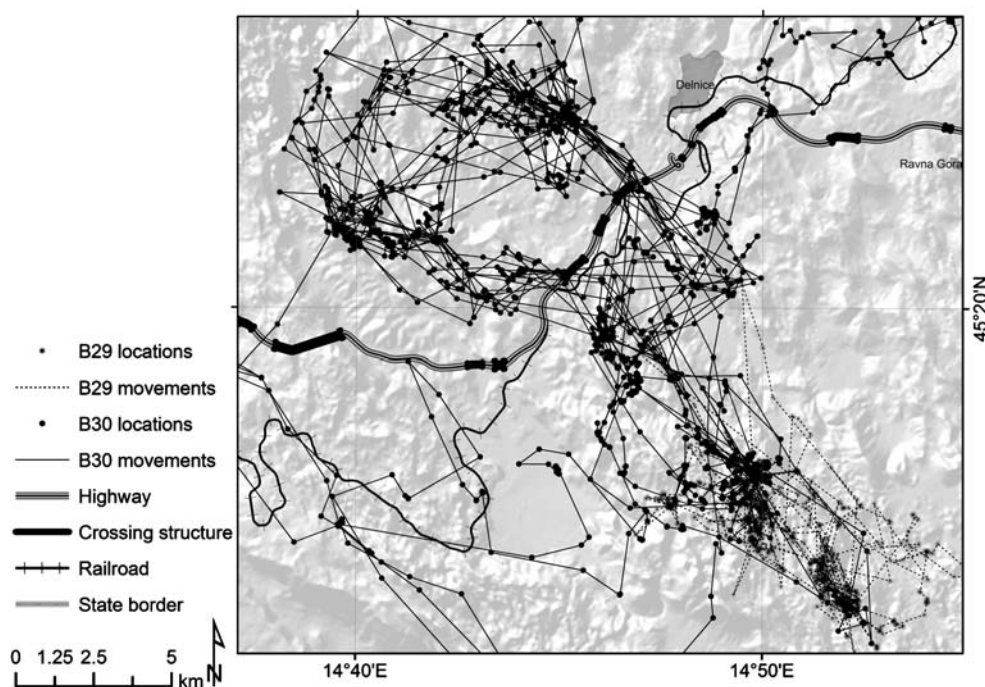 Delnice
Ravna Gora
45°20'N
B29 locations
B29 movements
B30 locations
B30 movements
Highway
Crossing structure
Railroad
State border
N
0 1.25 2.5 5
km
14°40'E 14°50'E